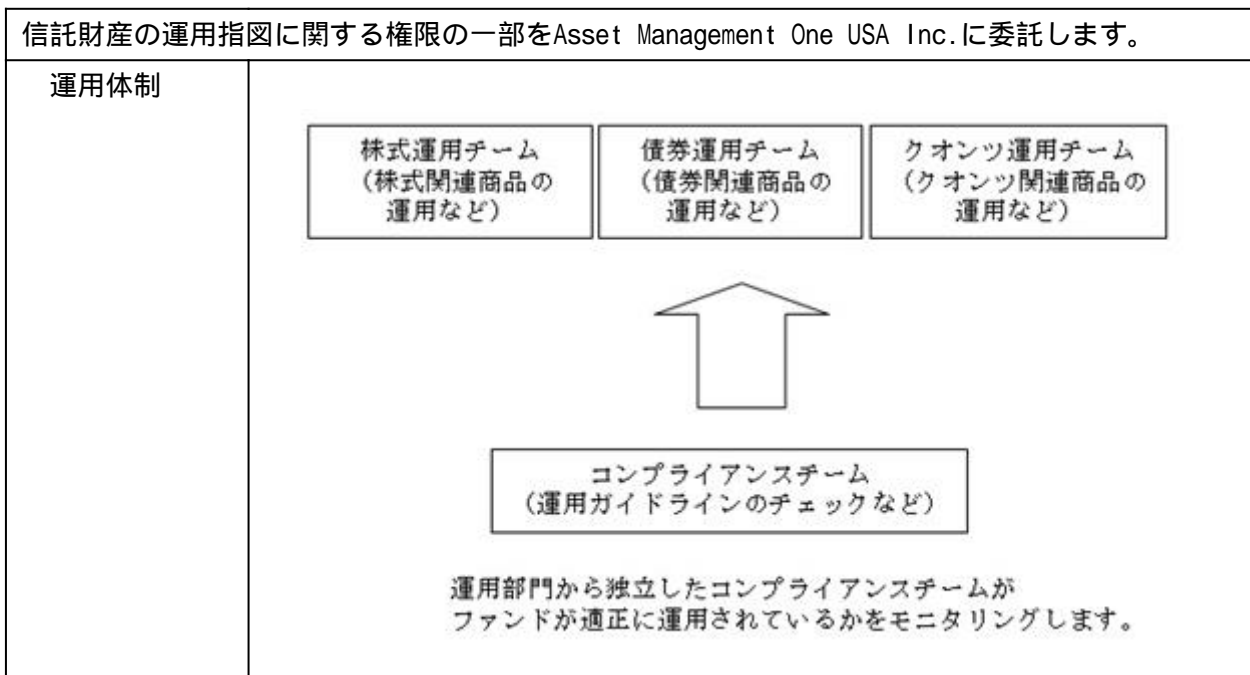 信託財産の運用指図に関する権限の一部をAsset Management One USA Inc.に委託します。
運用体制
株式運用チーム
（株式関連商品の
運用など）
債券運用チーム
（債券関連商品の
運用など）
クオンツ運用チーム
（クオンツ関連商品の
運用など）
コンプライアンスチーム
（運用ガイドラインのチェックなど）
運用部門から独立したコンプライアンスチームが
ファンドが適正に運用されているかをモニタリングします。